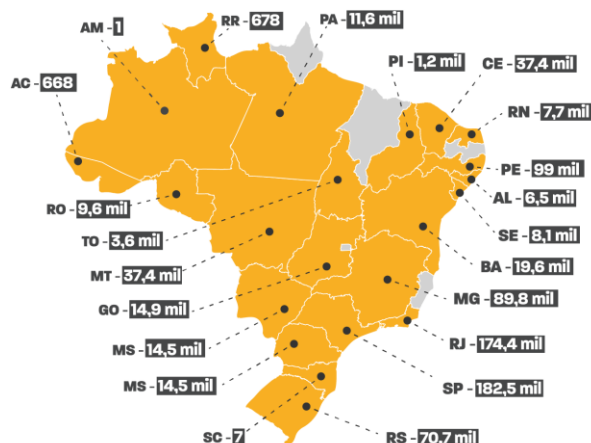 AM - 1
RR - 678
PA - 11,6 mil
PI - 1,2 mil
CE - 37,4 mil
AC - 668
RN - 7,7 mil
PE - 99 mil
AL - 6,5 mil
RO - 9,6 mil
SE - 8,1 mil
TO - 3,6 mil
BA - 19,6 mil
MT - 37,4 mil
MG - 89,8 mil
GO - 14,9 mil
MS - 14,5 mil
RJ - 174,4 mil
MS - 14,5 mil
SP - 182,5 mil
SC - 7
RS - 70,7 mil